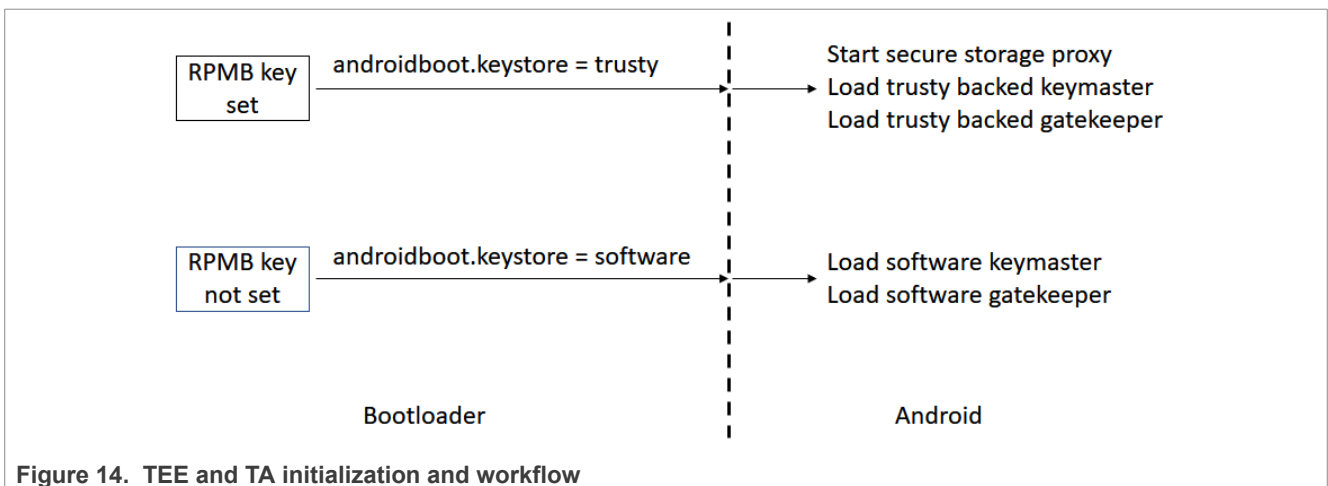 RPMB key
set
androidboot.keystore = trusty
Start secure storage proxy
Load trusty backed keymaster
Load trusty backed gatekeeper
RPMB key
not set
androidboot.keystore = software
Load software keymaster
Load software gatekeeper
Bootloader
Android
Figure 14. TEE and TA initialization and workflow